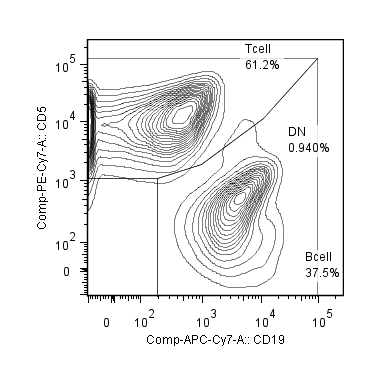 Tcell
61.2%
10^5
10^4
10^3
10^2
0
Comp-PE-Cy7-A:: CD5
DN
0.940%
Bcell
37.5%
0 10^2 10^3 10^4 10^5
Comp-APC-Cy7-A:: CD19